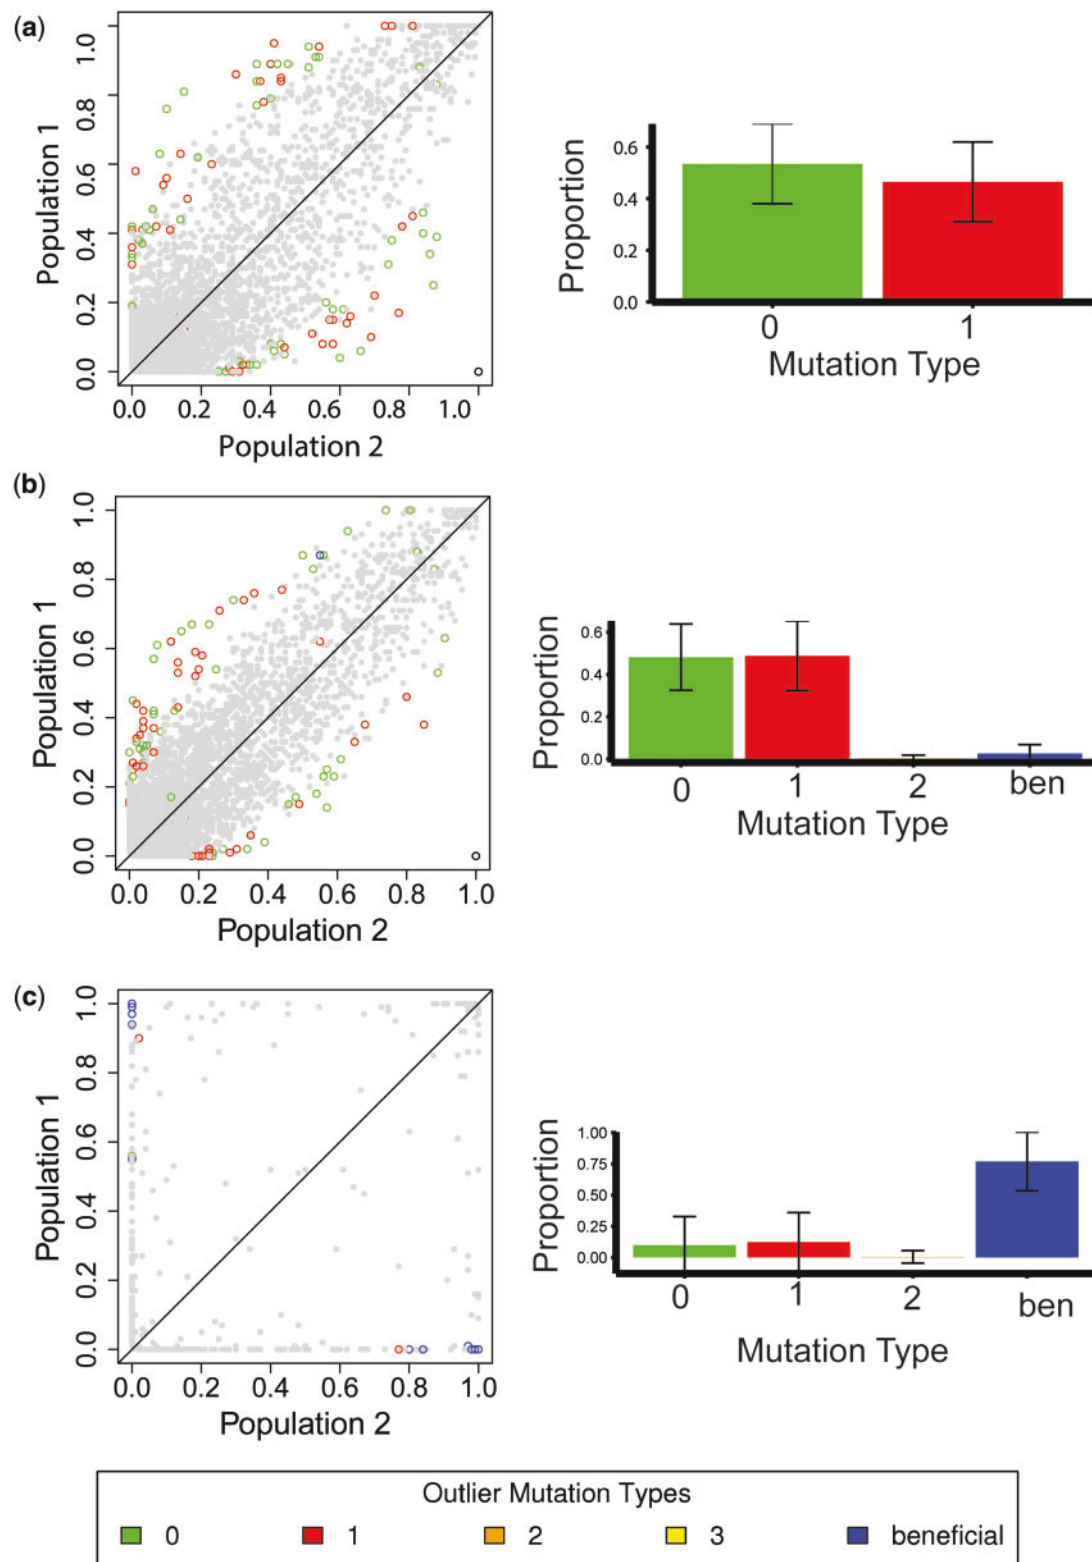 (a)
1.0
0.8
0.6
0.4
0.2
0.0
Population 1
0.0 0.2 0.4 0.6 0.8 1.0
Population 2
0.6
0.4
0.2
0.0
Proportion
0 1
Mutation Type
(b)
1.0
0.8
0.6
0.4
0.2
0.0
Population 1
0.0 0.2 0.4 0.6 0.8 1.0
Population 2
0.6
0.4
0.2
0.0
Proportion
0 1 2 ben
Mutation Type
(c)
1.0
0.8
0.6
0.4
0.2
0.0
Population 1
0.0 0.2 0.4 0.6 0.8 1.0
Population 2
1.00
0.75
0.50
0.25
0.00
Proportion
0 1 2 ben
Mutation Type
Outlier Mutation Types
0 1 2 3 beneficial